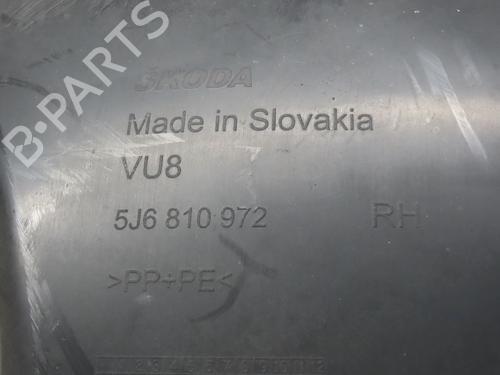 B-PARTS
ŠKODA
Made in Slovakia
VU8
5J6 810 972 RH
>PP+PE<